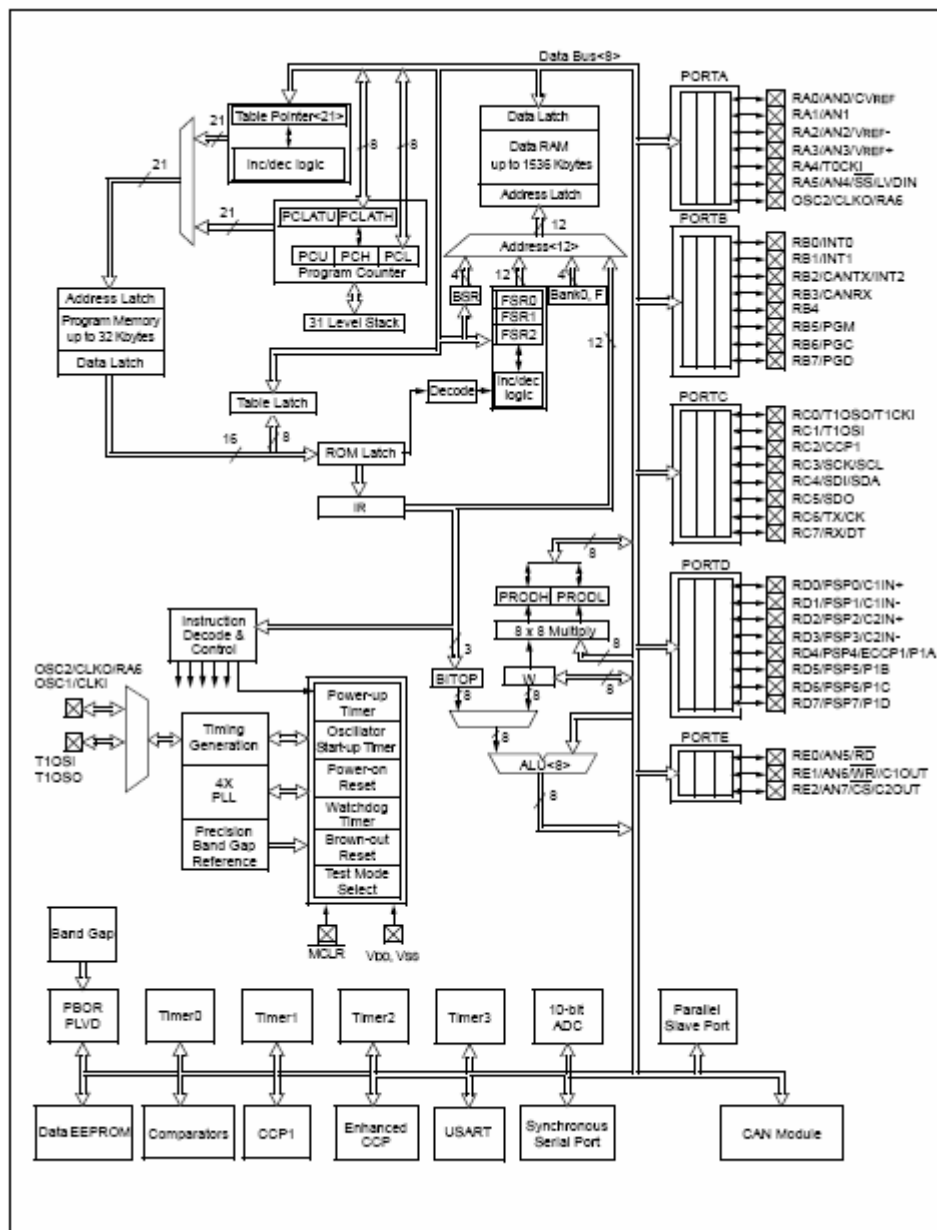 Data Bus<8>
21
Table Pointer<21>
21
inc/dec logic
8
8
21
PCLATU
PCLATH
PCU
PCH
PCL
Program Counter
31 Level Stack
Address Latch
Program Memory
up to 32 Kbytes
Data Latch
Table Latch
16
8
ROM Latch
IR
Data Latch
Data RAM
up to 1536 Kbytes
Address Latch
12
Address<12>
4
12
4
BSR
FSR0
FSR1
FSR2
Bank0, F
12
inc/dec
logic
Decode
8
PRODH
PRODL
8 x 8 Multiply
8
3
BITOP
W
8
8
8
8
ALU<8>
8
Instruction
Decode &
Control
OSC2/CLKO/RA6
OSC1/CLKI
T1OSI
T1OSO
Timing
Generation
4X
PLL
Precision
Band Gap
Reference
Power-up
Timer
Oscillator
Start-up Timer
Power-on
Reset
Watchdog
Timer
Brown-out
Reset
Test Mode
Select
MCLR
VDD, VSS
PORTA
RA0/AN0/CVREF
RA1/AN1
RA2/AN2/VREF-
RA3/AN3/VREF+
RA4/T0CKI
RA5/AN4/SS/LVDIN
OSC2/CLKO/RA6
PORTB
RB0/INT0
RB1/INT1
RB2/CANTX/INT2
RB3/CANRX
RB4
RB5/PGM
RB6/PGC
RB7/PGD
PORTC
RC0/T1OSO/T1CKI
RC1/T1OSI
RC2/CCP1
RC3/SCK/SCL
RC4/SDI/SDA
RC5/SDO
RC6/TX/CK
RC7/RX/DT
PORTD
RD0/PSP0/C1IN+
RD1/PSP1/C1IN-
RD2/PSP2/C2IN+
RD3/PSP3/C2IN-
RD4/PSP4/ECCP1/P1A
RD5/PSP5/P1B
RD6/PSP6/P1C
RD7/PSP7/P1D
PORTE
RE0/AN5/RD
RE1/AN6/WR//C1OUT
RE2/AN7/CS/C2OUT
Band Gap
PBOR
PLVD
Timer0
Timer1
Timer2
Timer3
10-bit
ADC
Parallel
Slave Port
Data EEPROM
Comparators
CCP1
Enhanced
CCP
USART
Synchronous
Serial Port
CAN Module